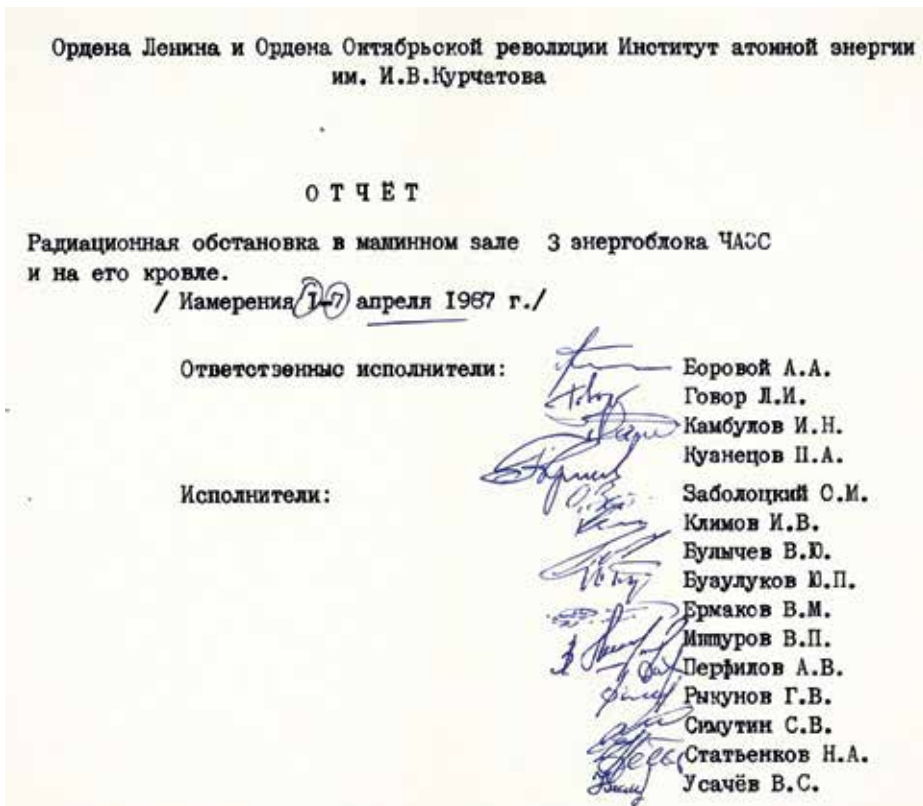 Ордена Ленина и Ордена Октябрьской революции Институт атомной энергии
им. И.В.Курчатова
ОТЧЁТ
Радиационная обстановка в машинном зале 3 энергоблока ЧАЭС
и на его кровле.
/ Измерения I-7 апреля 1987 г./
Ответственные исполнители:
Боровой А.А.
Говор Л.И.
Камбулов И.Н.
Кузнецов П.А.
Исполнители:
Заболоцкий С.М.
Климов И.В.
Булычев В.Ю.
Бузулуков Ю.П.
Ермаков В.М.
Мишуров В.П.
Перфилов А.В.
Рыкунов Г.В.
Симутин С.В.
Статьенков Н.А.
Усачёв В.С.